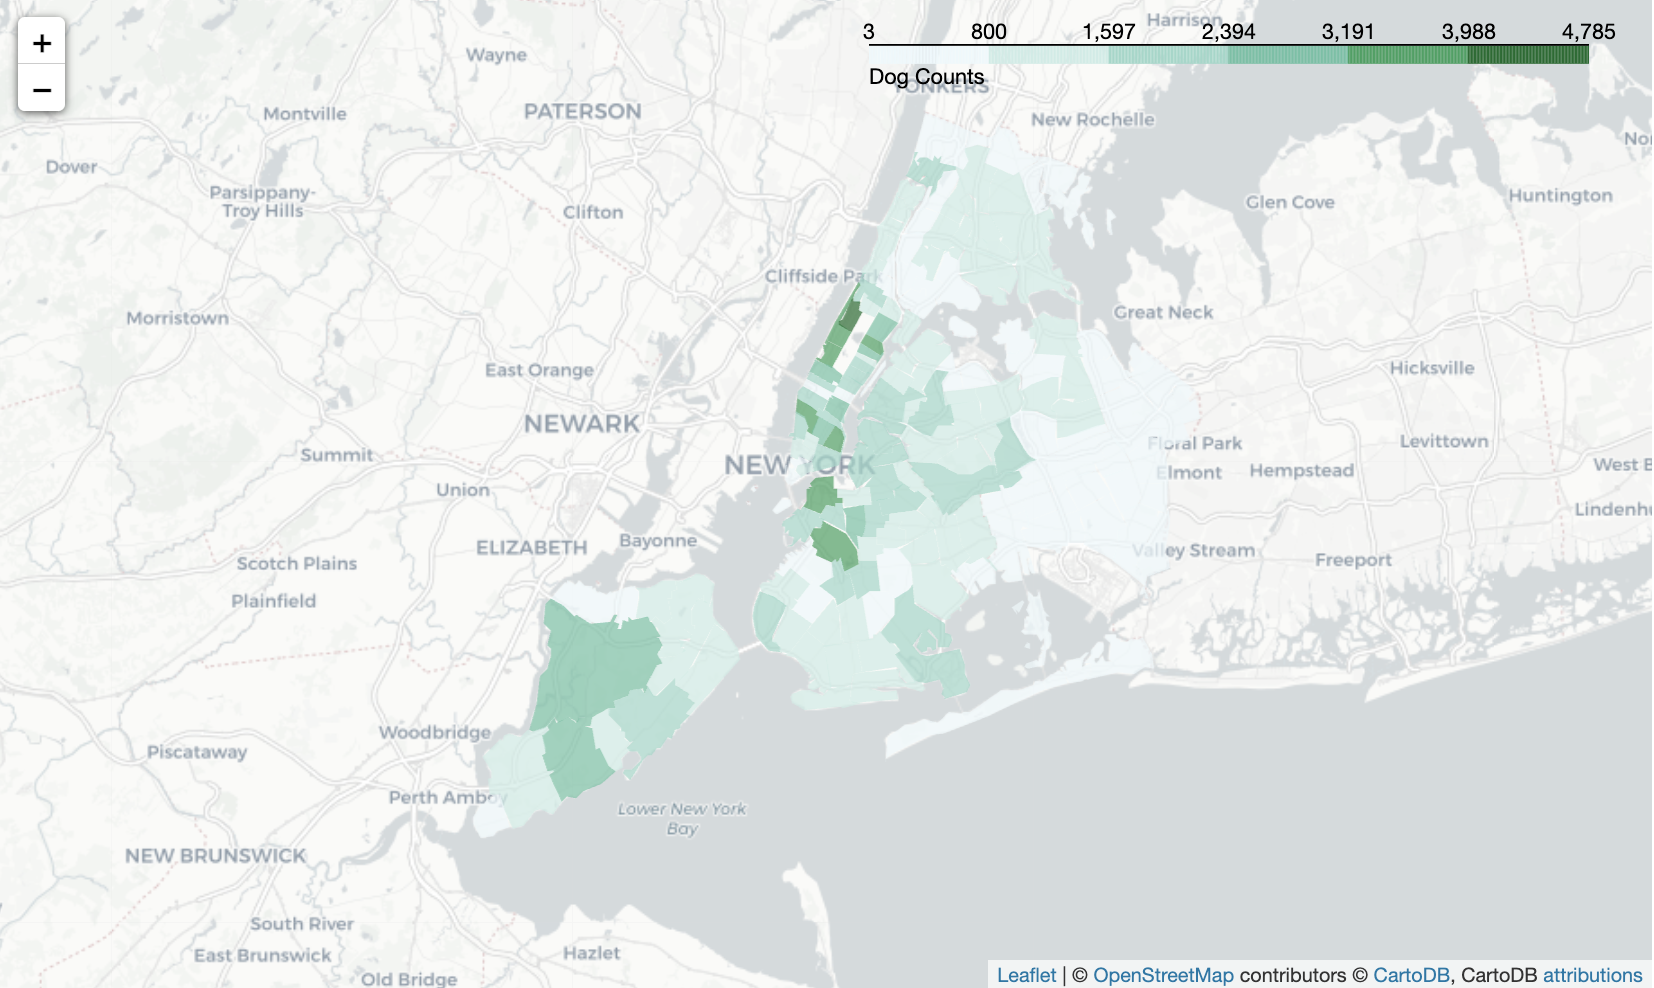 +
−
3 800 1,597 2,394 3,191 3,988 4,785
Dog Counts
Harrison
YONKERS
Wayne
PATERSON
Montville
New Rochelle
Dover
Parsippany-
Troy Hills
Clifton
Glen Cove
Huntington
Cliffside Park
Morristown
Great Neck
East Orange
Hicksville
NEWARK
Summit
Floral Park
Levittown
NEW YORK
Elmont
Hempstead
West B
Union
Lindenhu
ELIZABETH
Bayonne
Valley Stream
Freeport
Scotch Plains
Plainfield
Woodbridge
Piscataway
Perth Amboy
Lower New York
Bay
NEW BRUNSWICK
South River
East Brunswick
Hazlet
Old Bridge
Leaflet | © OpenStreetMap contributors © CartoDB, CartoDB attributions